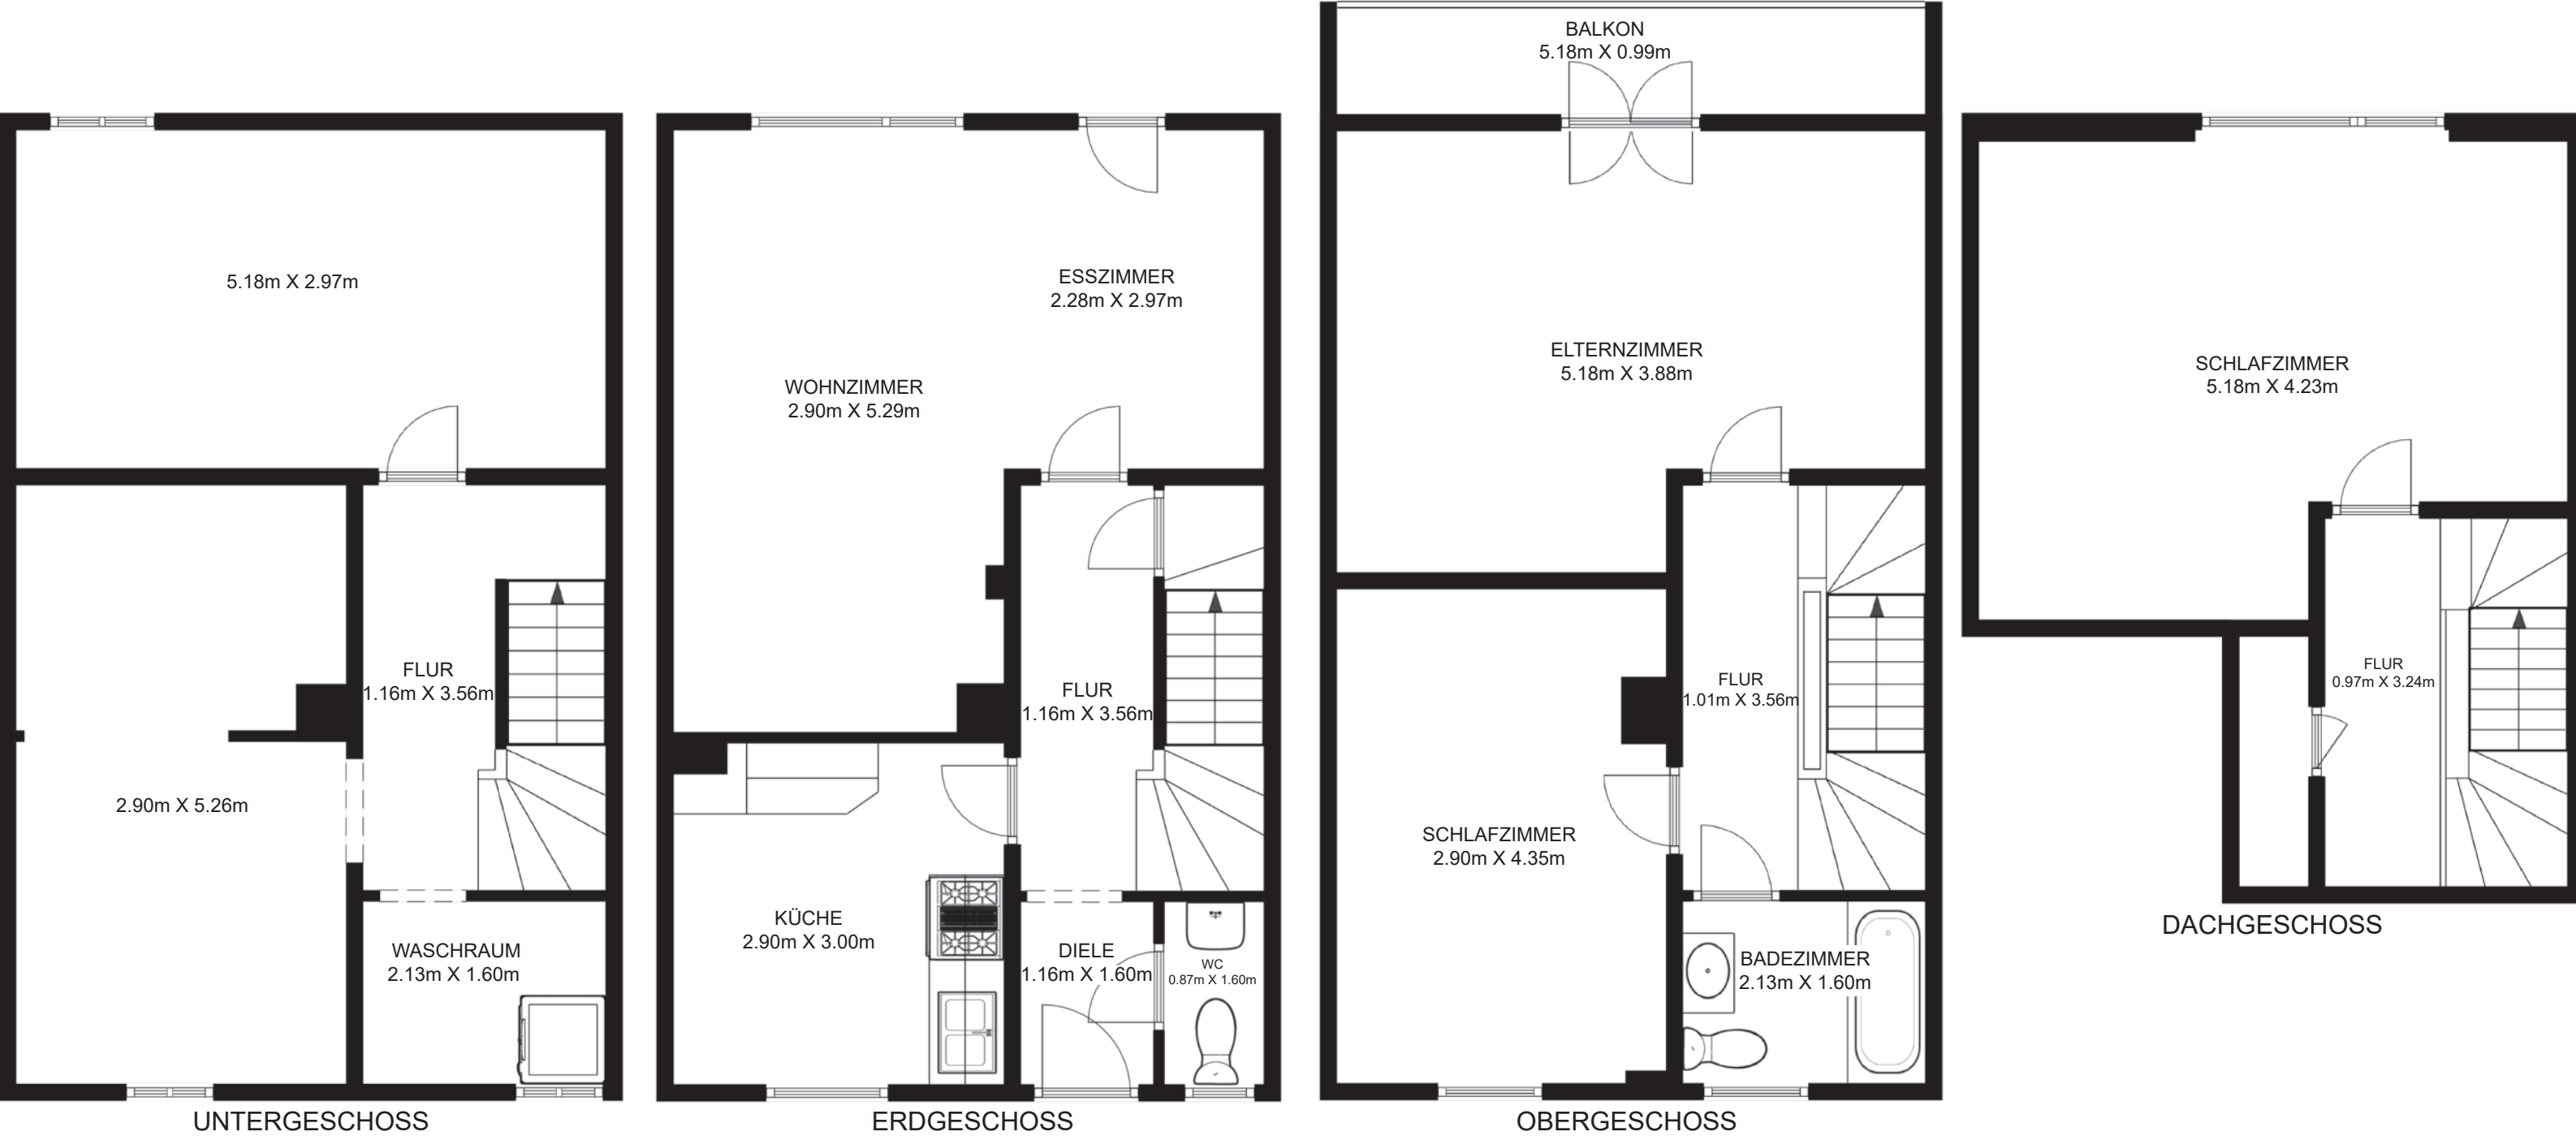 5.18m X 2.97m
FLUR
1.16m X 3.56m
2.90m X 5.26m
WASCHRAUM
2.13m X 1.60m
UNTERGESCHOSS
ESSZIMMER
2.28m X 2.97m
WOHNZIMMER
2.90m X 5.29m
FLUR
1.16m X 3.56m
KÜCHE
2.90m X 3.00m
DIELE
1.16m X 1.60m
WC
0.87m X 1.60m
ERDGESCHOSS
BALKON
5.18m X 0.99m
ELTERNZIMMER
5.18m X 3.88m
FLUR
1.01m X 3.56m
SCHLAFZIMMER
2.90m X 4.35m
BADEZIMMER
2.13m X 1.60m
OBERGESCHOSS
SCHLAFZIMMER
5.18m X 4.23m
FLUR
0.97m X 3.24m
DACHGESCHOSS